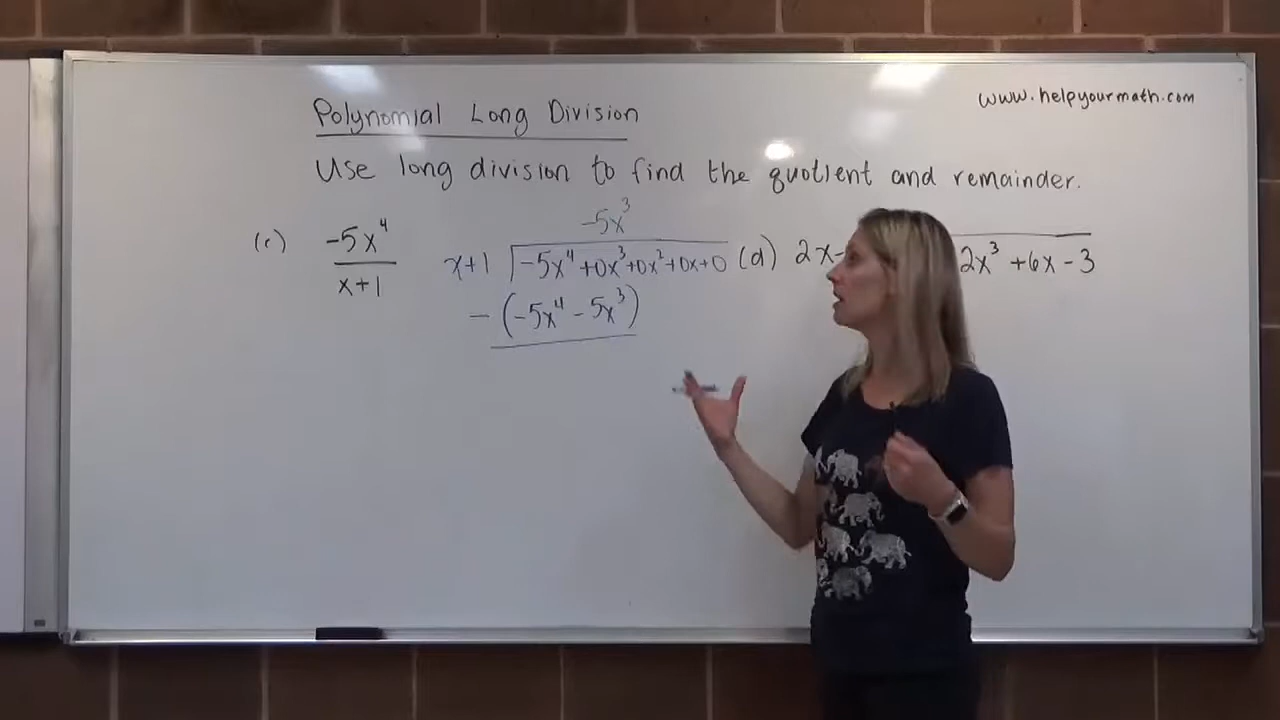 www.helpyourmath.com
Polynomial Long Division
Use long division to find the quotient and remainder.
(c) -5x⁴
x+1
-5x³
x+1 -5x⁴+0x³+0x²+0x+0
-(-5x⁴-5x³)
(d) 2x- 2x³+6x-3